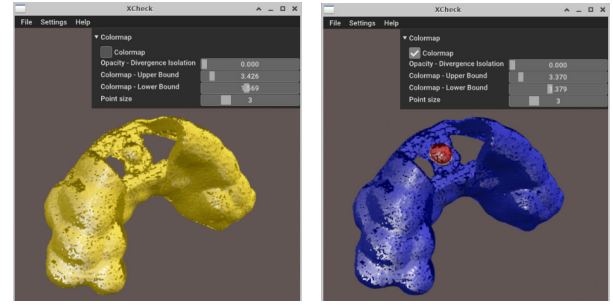 XCheck
File Settings Help
▼ Colormap
Colormap
Opacity - Divergence Isolation 0.000
Colormap - Upper Bound 3.426
Colormap - Lower Bound
Point size 3
XCheck
File Settings Help
▼ Colormap
Colormap
Opacity - Divergence Isolation 0.000
Colormap - Upper Bound 3.370
Colormap - Lower Bound
Point size 3